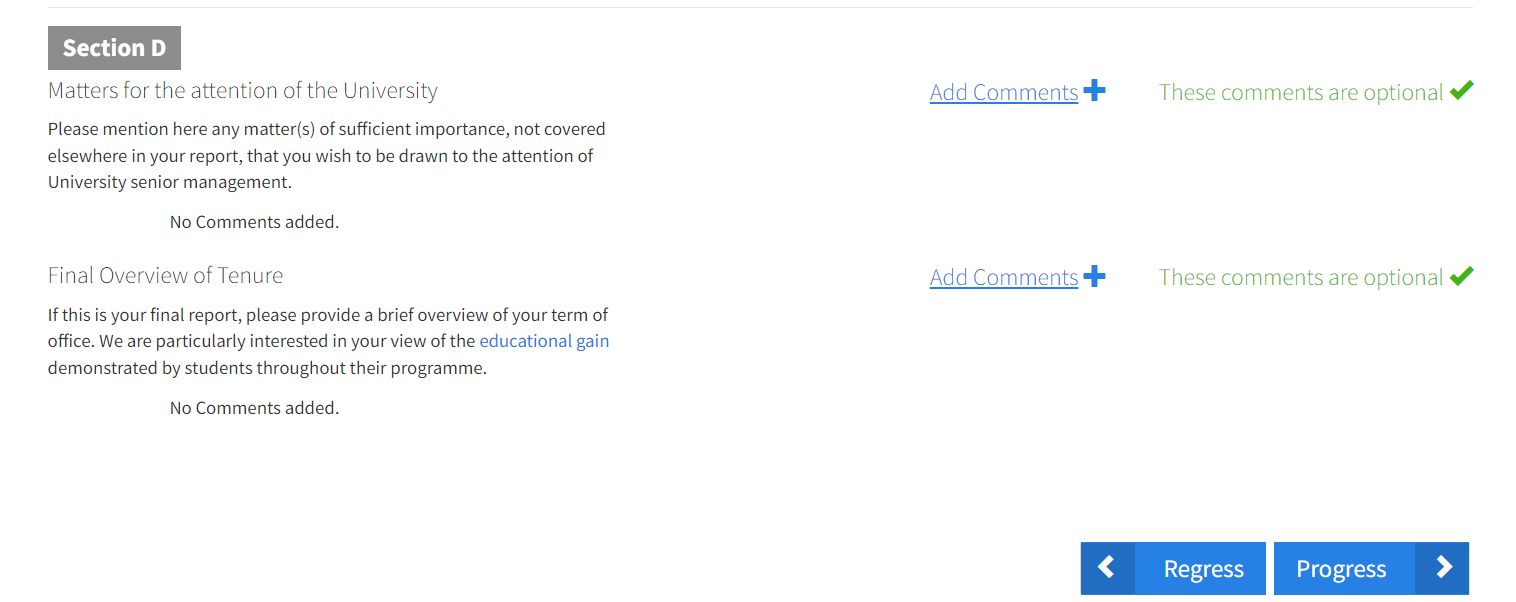 Section D
Matters for the attention of the University
Add Comments
These comments are optional
Please mention here any matter(s) of sufficient importance, not covered
elsewhere in your report, that you wish to be drawn to the attention of
University senior management.
No Comments added.
Final Overview of Tenure
Add Comments
These comments are optional
If this is your final report, please provide a brief overview of your term of
office. We are particularly interested in your view of the educational gain
demonstrated by students throughout their programme.
No Comments added.
Regress
Progress